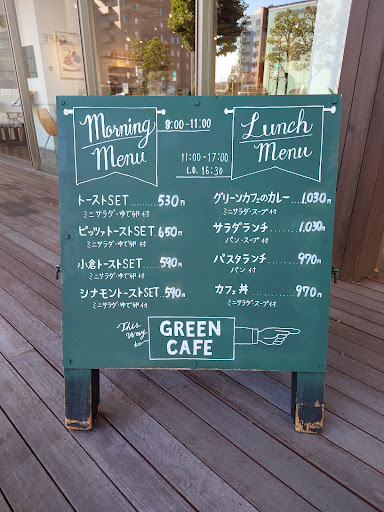 Morning Menu
8:00-11:00
Lunch Menu
11:00-17:00
L.O. 16:30
トーストSET......530円
ミニサラダ・ゆで卵付
ピッツァトーストSET...650円
ミニサラダ・ゆで卵付
小倉トーストSET....590円
ミニサラダ・ゆで卵付
シナモントーストSET..590円
ミニサラダ・ゆで卵付
グリーンカフェのカレー...1,030円
ミニサラダ・スープ付
サラダランチ........1,030円
パン・スープ付
パスタランチ........970円
パン付
カフェ丼........970円
ミニサラダ・スープ付
This Way to
GREEN
CAFE